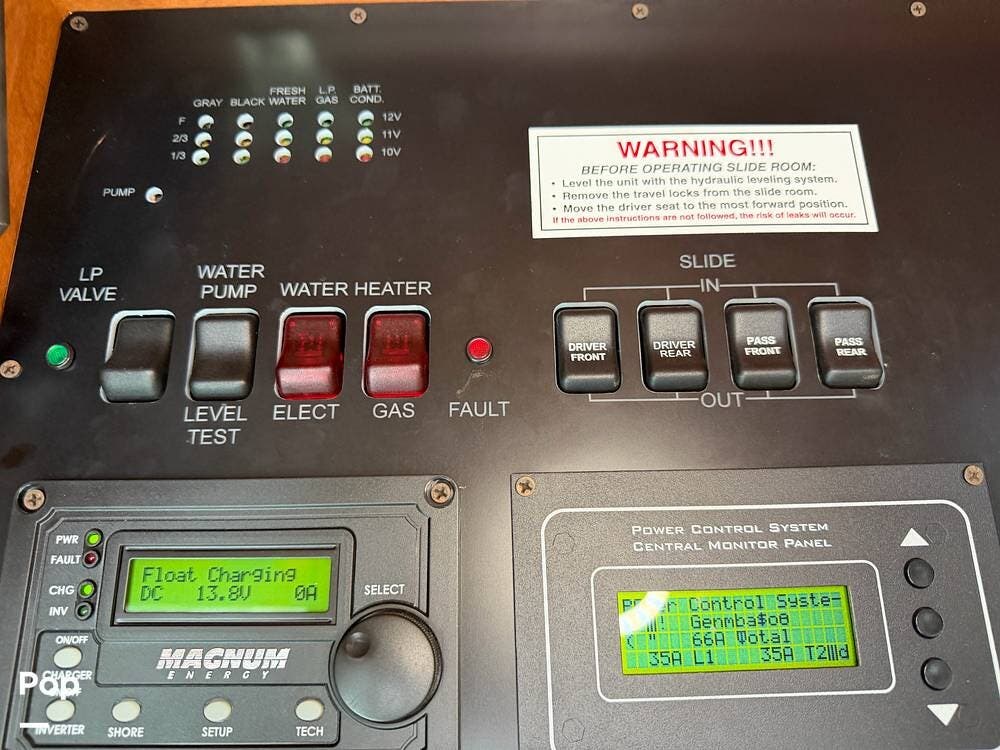 GRAY BLACK FRESH WATER L.P. GAS BATT. COND.
F 12V
2/3 11V
1/3 10V
PUMP
WARNING!!!
BEFORE OPERATING SLIDE ROOM:
• Level the unit with the hydraulic leveling system.
• Remove the travel locks from the slide room.
• Move the driver seat to the most forward position.
If the above instructions are not followed, the risk of leaks will occur.
LP
VALVE
WATER
PUMP
WATER HEATER
LEVEL
TEST
ELECT
GAS
FAULT
SLIDE
IN
DRIVER
FRONT
DRIVER
REAR
PASS
FRONT
PASS
REAR
OUT
PWR
FAULT
CHG
INV
Float Charging
DC 13.8V 0A
SELECT
ON/OFF
CHARGER
MAGNUM
ENERGY
INVERTER
SHORE
SETUP
TECH
Pop
POWER CONTROL SYSTEM
CENTRAL MONITOR PANEL
Control Syste-
66A
35A L1 35A